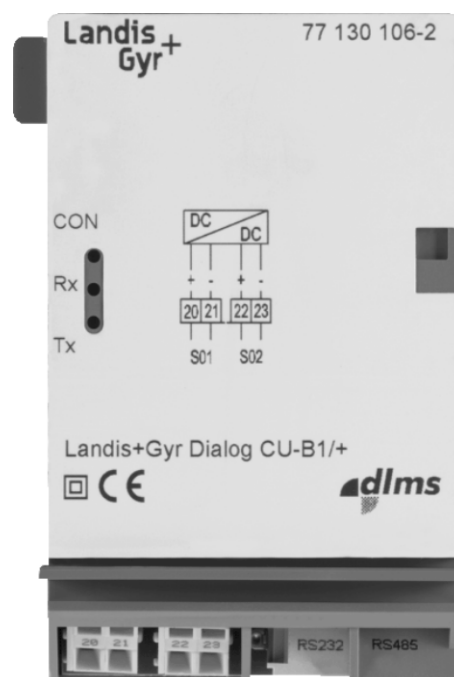 Landis+
Gyr
77 130 106-2
CON
Rx
Tx
DC
DC
+ - + -
20 21 22 23
S01 S02
Landis+Gyr Dialog CU-B1/+
CE
dlms
20 21 22 23
RS232 RS485